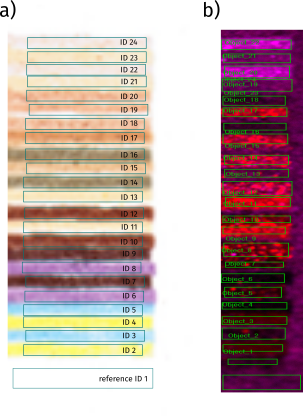 a)
ID 24
ID 23
ID 22
ID 21
ID 20
ID 19
ID 18
ID 17
ID 16
ID 15
ID 14
ID 13
ID 12
ID 11
ID 10
ID 9
ID 8
ID 7
ID 6
ID 5
ID 4
ID 3
ID 2
reference ID 1
b)
Object_21
Object_19
Object_18
Object_17
Object_14
Object_13
Object_12
Object_11
Object_10
Object_9
Object_8
Object_7
Object_6
Object_5
Object_4
Object_3
Object_2
Object_1